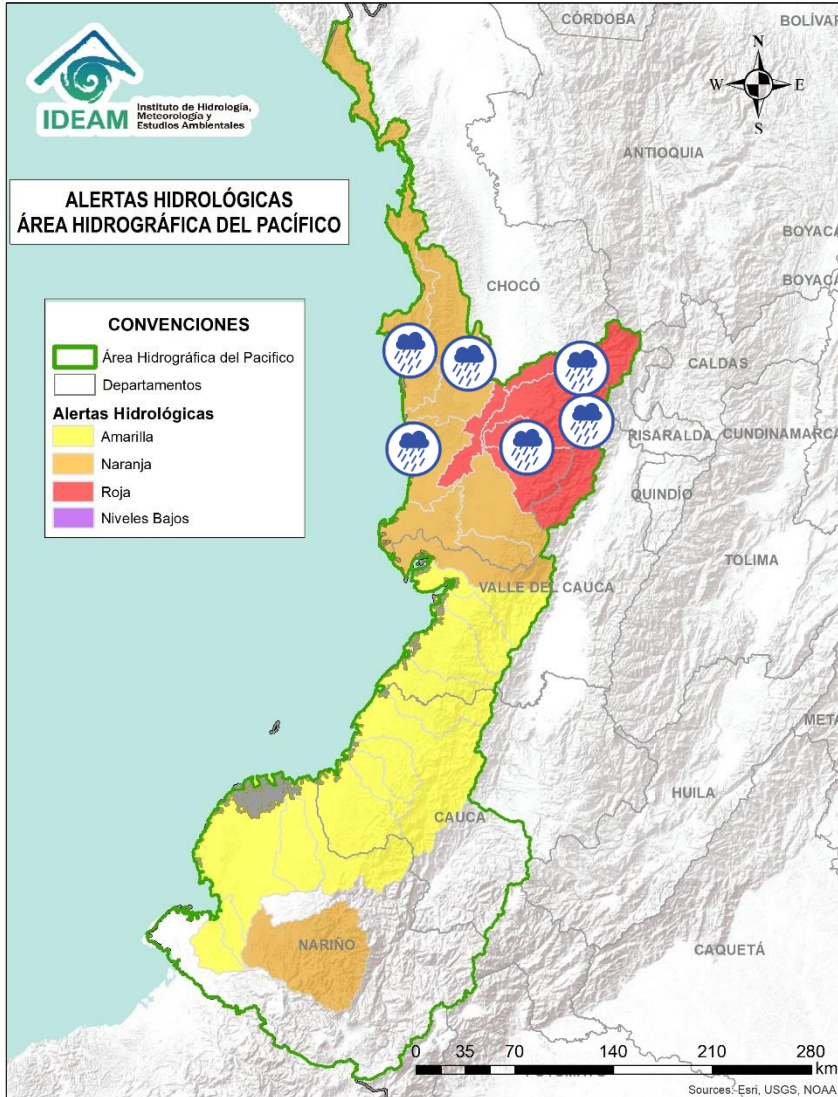 IDEAM
Instituto de Hidrología,
Meteorología y
Estudios Ambientales
ALERTAS HIDROLÓGICAS
ÁREA HIDROGRÁFICA DEL PACÍFICO
CONVENCIONES
Área Hidrográfica del Pacifico
Departamentos
Alertas Hidrológicas
Amarilla
Naranja
Roja
Niveles Bajos
N
W E
S
CÓRDOBA
BOLÍVAR
ANTIOQUIA
BOYACÁ
BOYACÁ
CHOCÓ
CALDAS
RISARALDA
CUNDINAMARCA
QUINDÍO
TOLIMA
VALLE DEL CAUCA
META
HUILA
CAUCA
NARIÑO
CAQUETÁ
0 35 70 140 210 280
km
Sources: Esri, USGS, NOAA